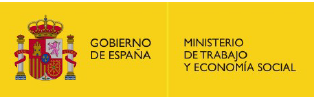 GOBIERNO
DE ESPAÑA
MINISTERIO
DE TRABAJO
Y ECONOMÍA SOCIAL